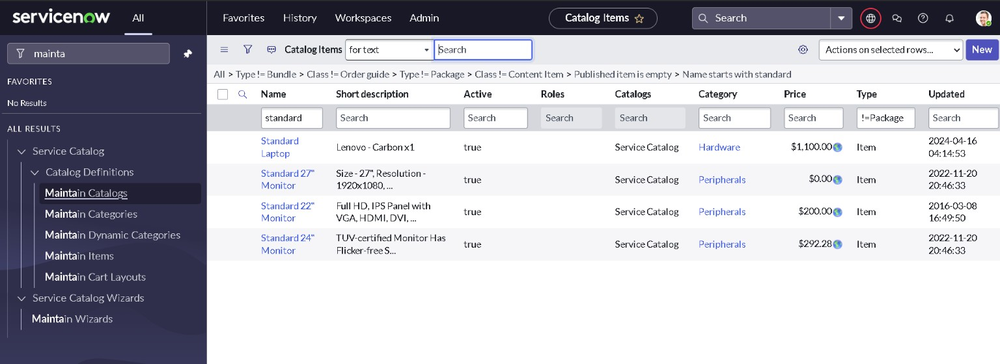 servicenow All Favorites History Workspaces Admin Catalog Items Search
mainta
FAVORITES
No Results
ALL RESULTS
Service Catalog
Catalog Definitions
Maintain Catalogs
Maintain Categories
Maintain Dynamic Categories
Maintain Items
Maintain Cart Layouts
Service Catalog Wizards
Maintain Wizards
Catalog Items for text Search Actions on selected rows... New
All > Type != Bundle > Class != Order guide > Type != Package > Class != Content Item > Published item is empty > Name starts with standard
Name Short description Active Roles Catalogs Category Price Type Updated
standard Search Search Search Search Search Search !=Package Search
Standard Laptop Lenovo - Carbon x1 true Service Catalog Hardware $1,100.00 Item 2024-04-16 04:14:53
Standard 27" Monitor Size - 27", Resolution - 1920x1080, ... true Service Catalog Peripherals $0.00 Item 2022-11-20 20:46:33
Standard 22" Monitor Full HD, IPS Panel with VGA, HDMI, DVI, ... true Service Catalog Peripherals $200.00 Item 2016-03-08 16:49:50
Standard 24" Monitor TUV-certified Monitor Has Flicker-free S... true Service Catalog Peripherals $292.28 Item 2022-11-20 20:46:33